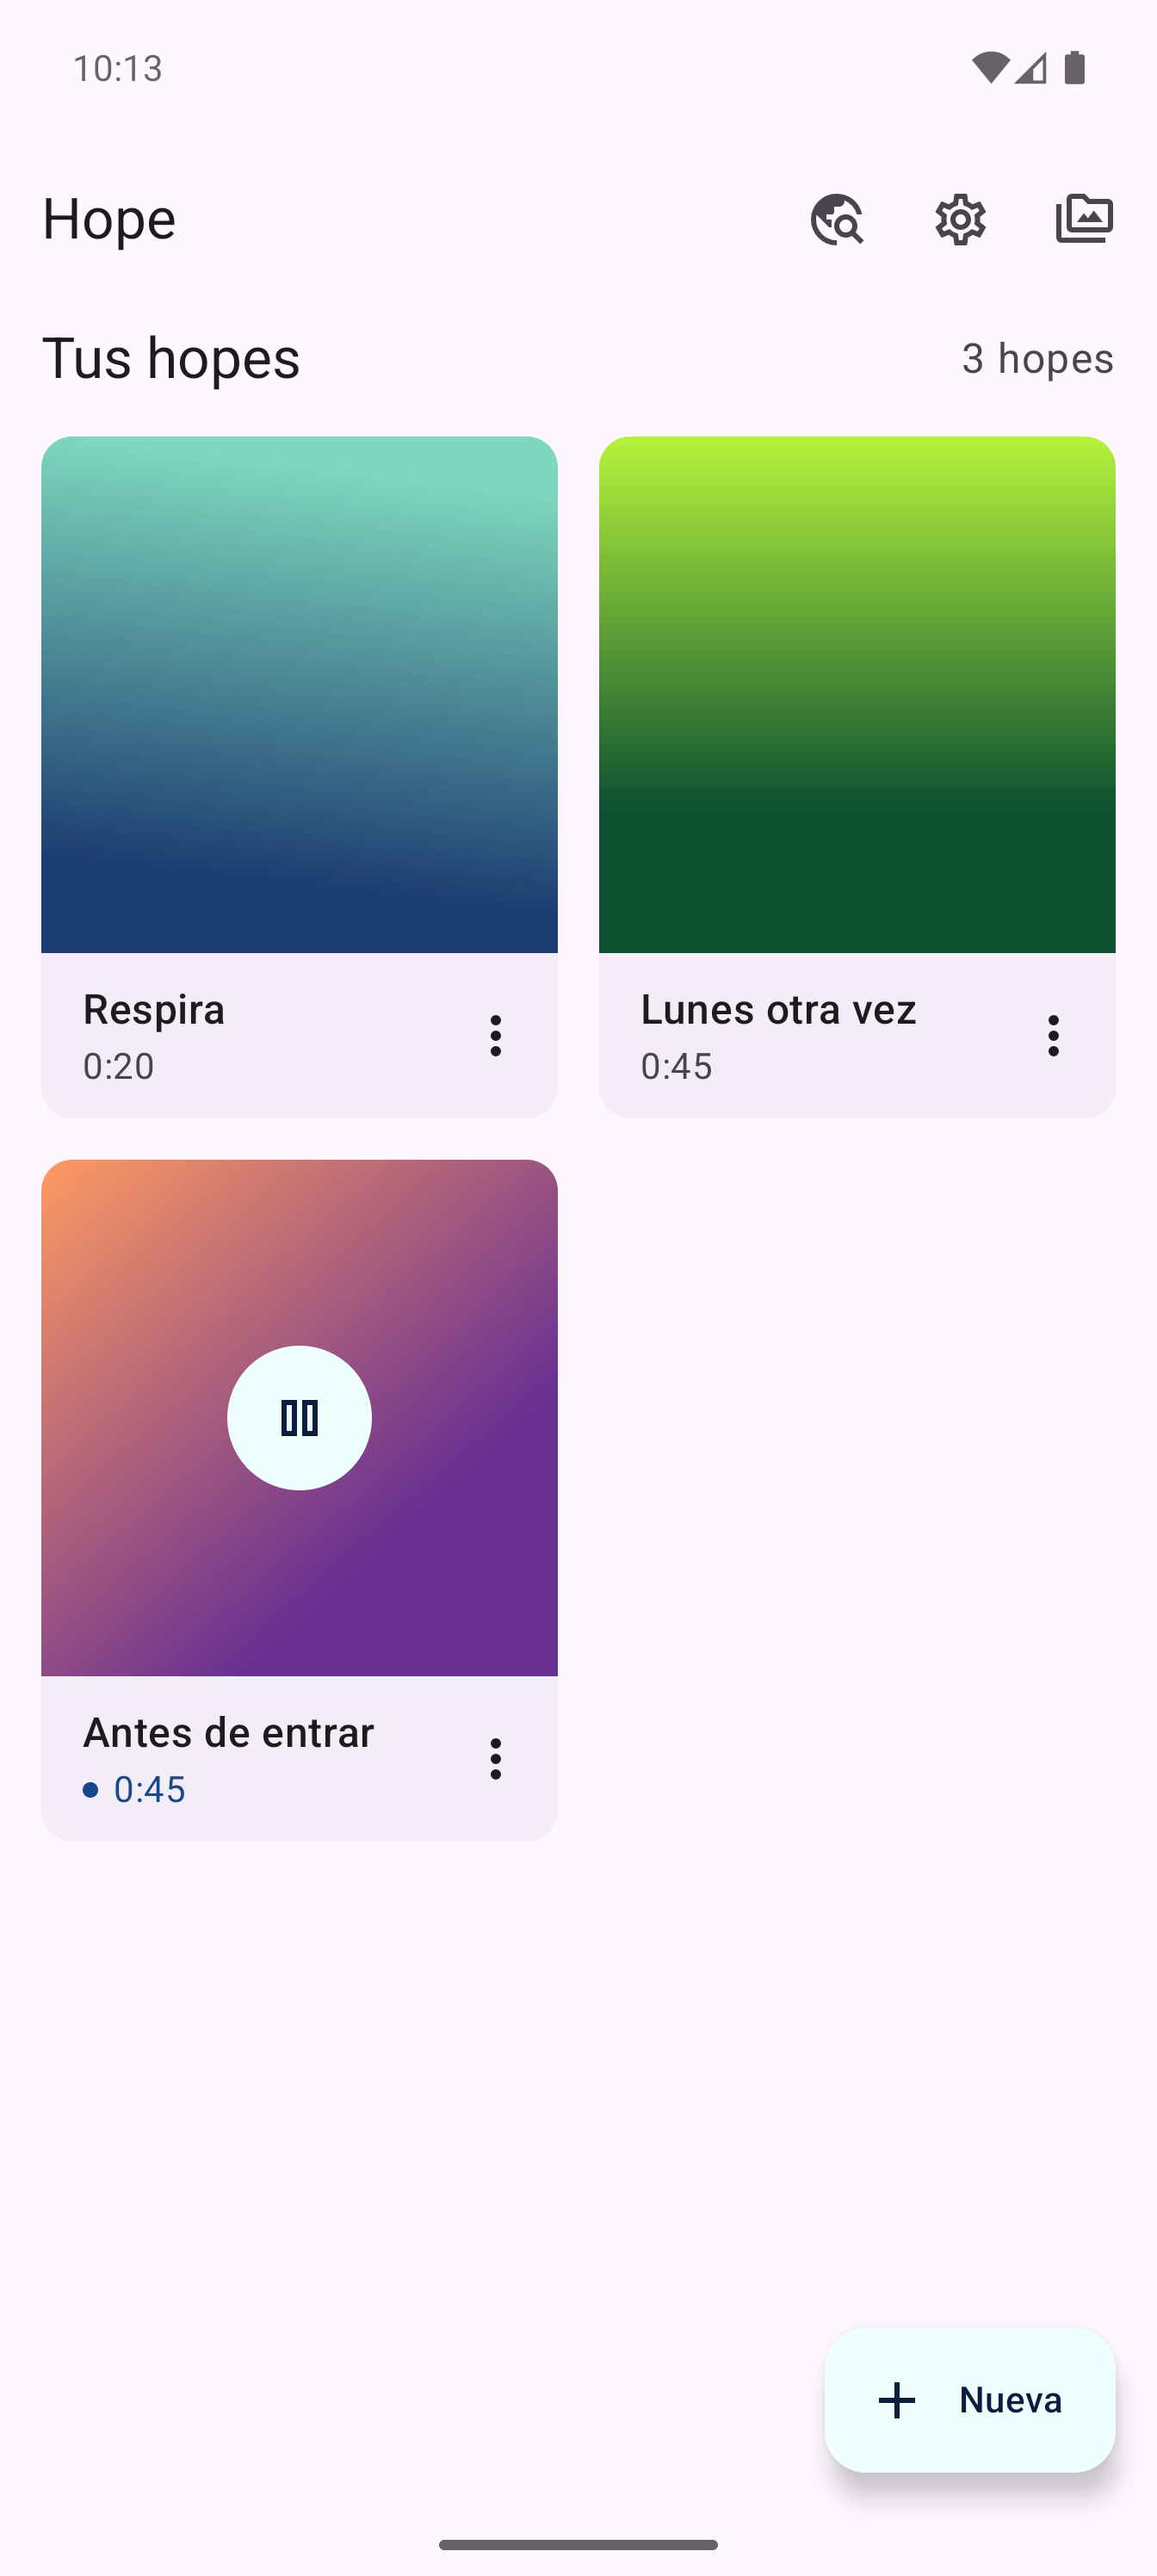 10:13
Hope
Tus hopes
3 hopes
Respira
0:20
Lunes otra vez
0:45
Antes de entrar
0:45
Nueva